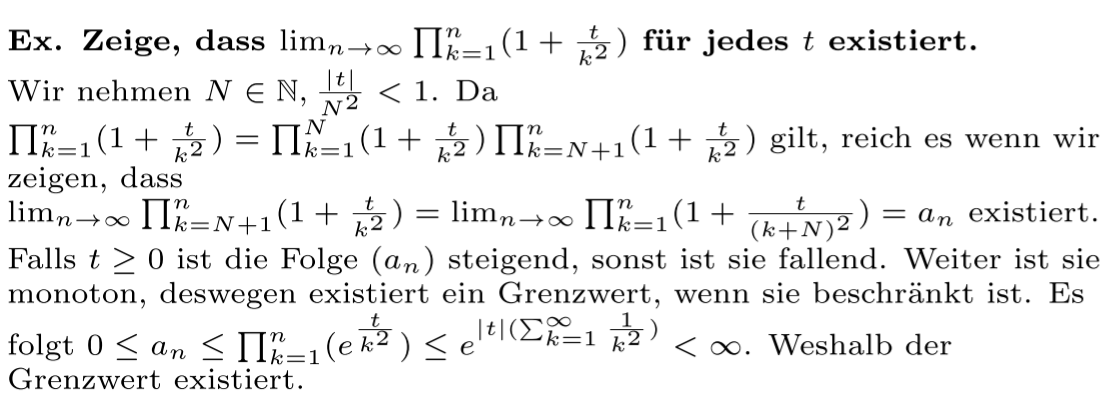 Ex. Zeige, dass $\lim_{n\to\infty} \prod_{k=1}^{n}(1+\frac{t}{k^2})$ für jedes $t$ existiert.
Wir nehmen $N \in \mathbb{N}, \frac{|t|}{N^2} < 1$. Da
$\prod_{k=1}^{n}(1+\frac{t}{k^2}) = \prod_{k=1}^{N}(1+\frac{t}{k^2})\prod_{k=N+1}^{n}(1+\frac{t}{k^2})$ gilt, reich es wenn wir
zeigen, dass
$\lim_{n\to\infty} \prod_{k=N+1}^{n}(1+\frac{t}{k^2}) = \lim_{n\to\infty} \prod_{k=1}^{n}(1+\frac{t}{(k+N)^2}) = a_n$ existiert.
Falls $t \geq 0$ ist die Folge $(a_n)$ steigend, sonst ist sie fallend. Weiter ist sie
monoton, deswegen existiert ein Grenzwert, wenn sie beschränkt ist. Es
folgt $0 \leq a_n \leq \prod_{k=1}^{n}(e^{\frac{t}{k^2}}) \leq e^{|t|(\sum_{k=1}^{\infty} \frac{1}{k^2})} < \infty$. Weshalb der
Grenzwert existiert.